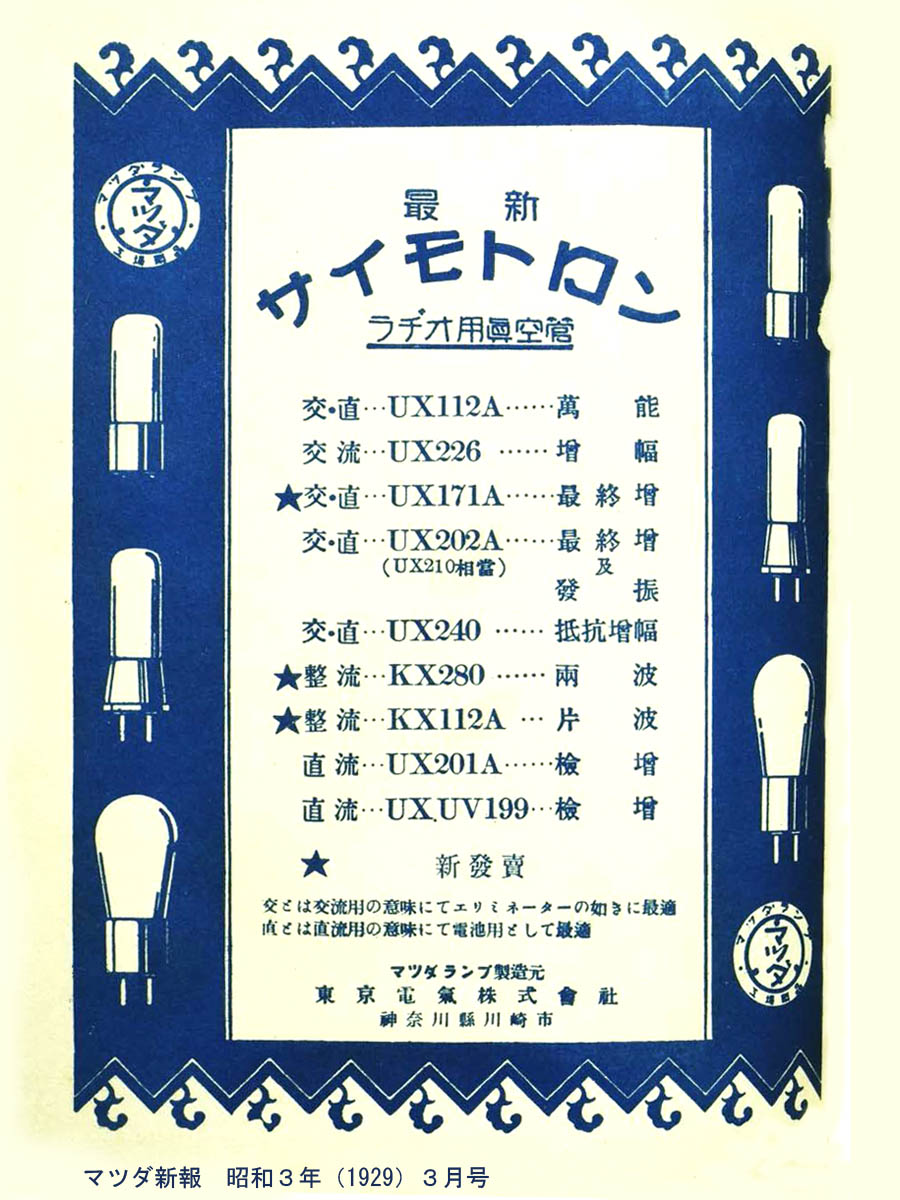 最新
サイモトロン
ラヂオ用眞空管
交・直…UX112A……萬能
交流…UX226……増幅
★交・直…UX171A……最終増
交・直…UX202A……最終増
(UX210相當) 及
發振
交・直…UX240……抵抗増幅
★整流…KX280……兩波
★整流…KX112A…片波
直流…UX201A……檢増
直流…UX.UV199…檢増
★ 新發賣
交とは交流用の意味にてエリミネーターの如きに最適
直とは直流用の意味にて電池用として最適
マツダランプ製造元
東京電氣株式會社
神奈川縣川崎市
マツダランプ
マツダ
マツダランプ
マツダ
マツダ新報 昭和3年(1929)3月号